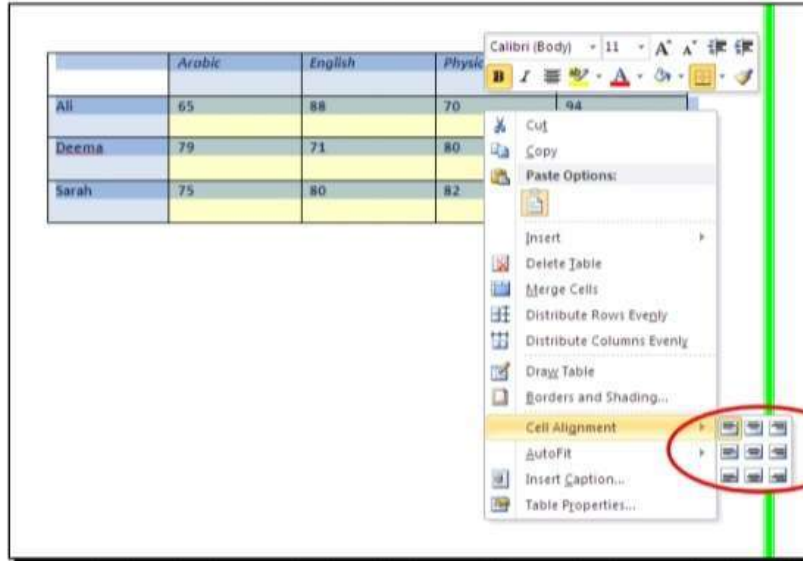 Calibri (Body) 11 A A
B I A
Arabic English Physic
Ali 65 88 70 94
Deema 79 71 80
Sarah 75 80 82
Cut
Copy
Paste Options:
Insert
Delete Table
Merge Cells
Distribute Rows Evenly
Distribute Columns Evenly
Draw Table
Borders and Shading...
Cell Alignment
AutoFit
Insert Caption...
Table Properties...